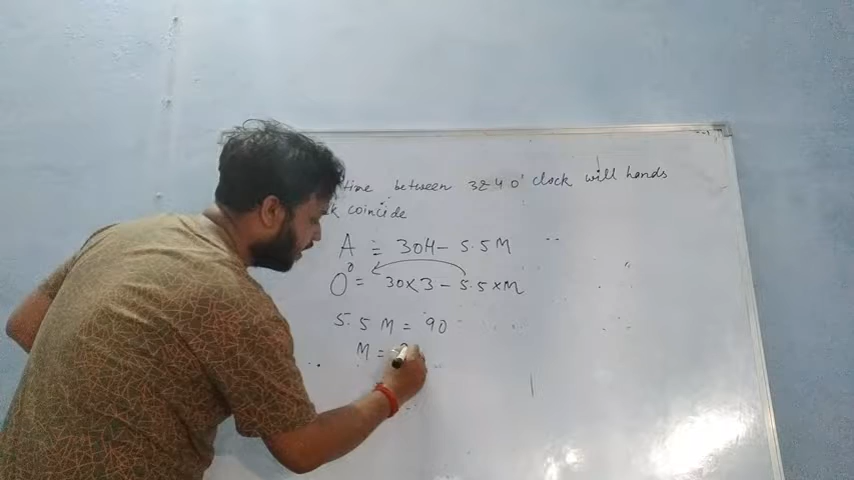 time between 3 & 4 0' clock will hands
coincide
A = 30H - 5.5M
0° = 30 x 3 - 5.5 x M
5.5 M = 90
M =